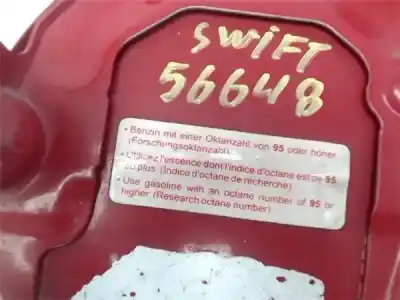 SWIFT
56648
• Benzin mit einer Oktanzahl von 95 oder höher
(Forschungsoktanzahl)
• Utilisez l'essence dont l'indice d'octane est de 95
ou plus (Indice d'octane de recherche)
• Use gasoline with an octane number of 95 or
higher (Research octane number)